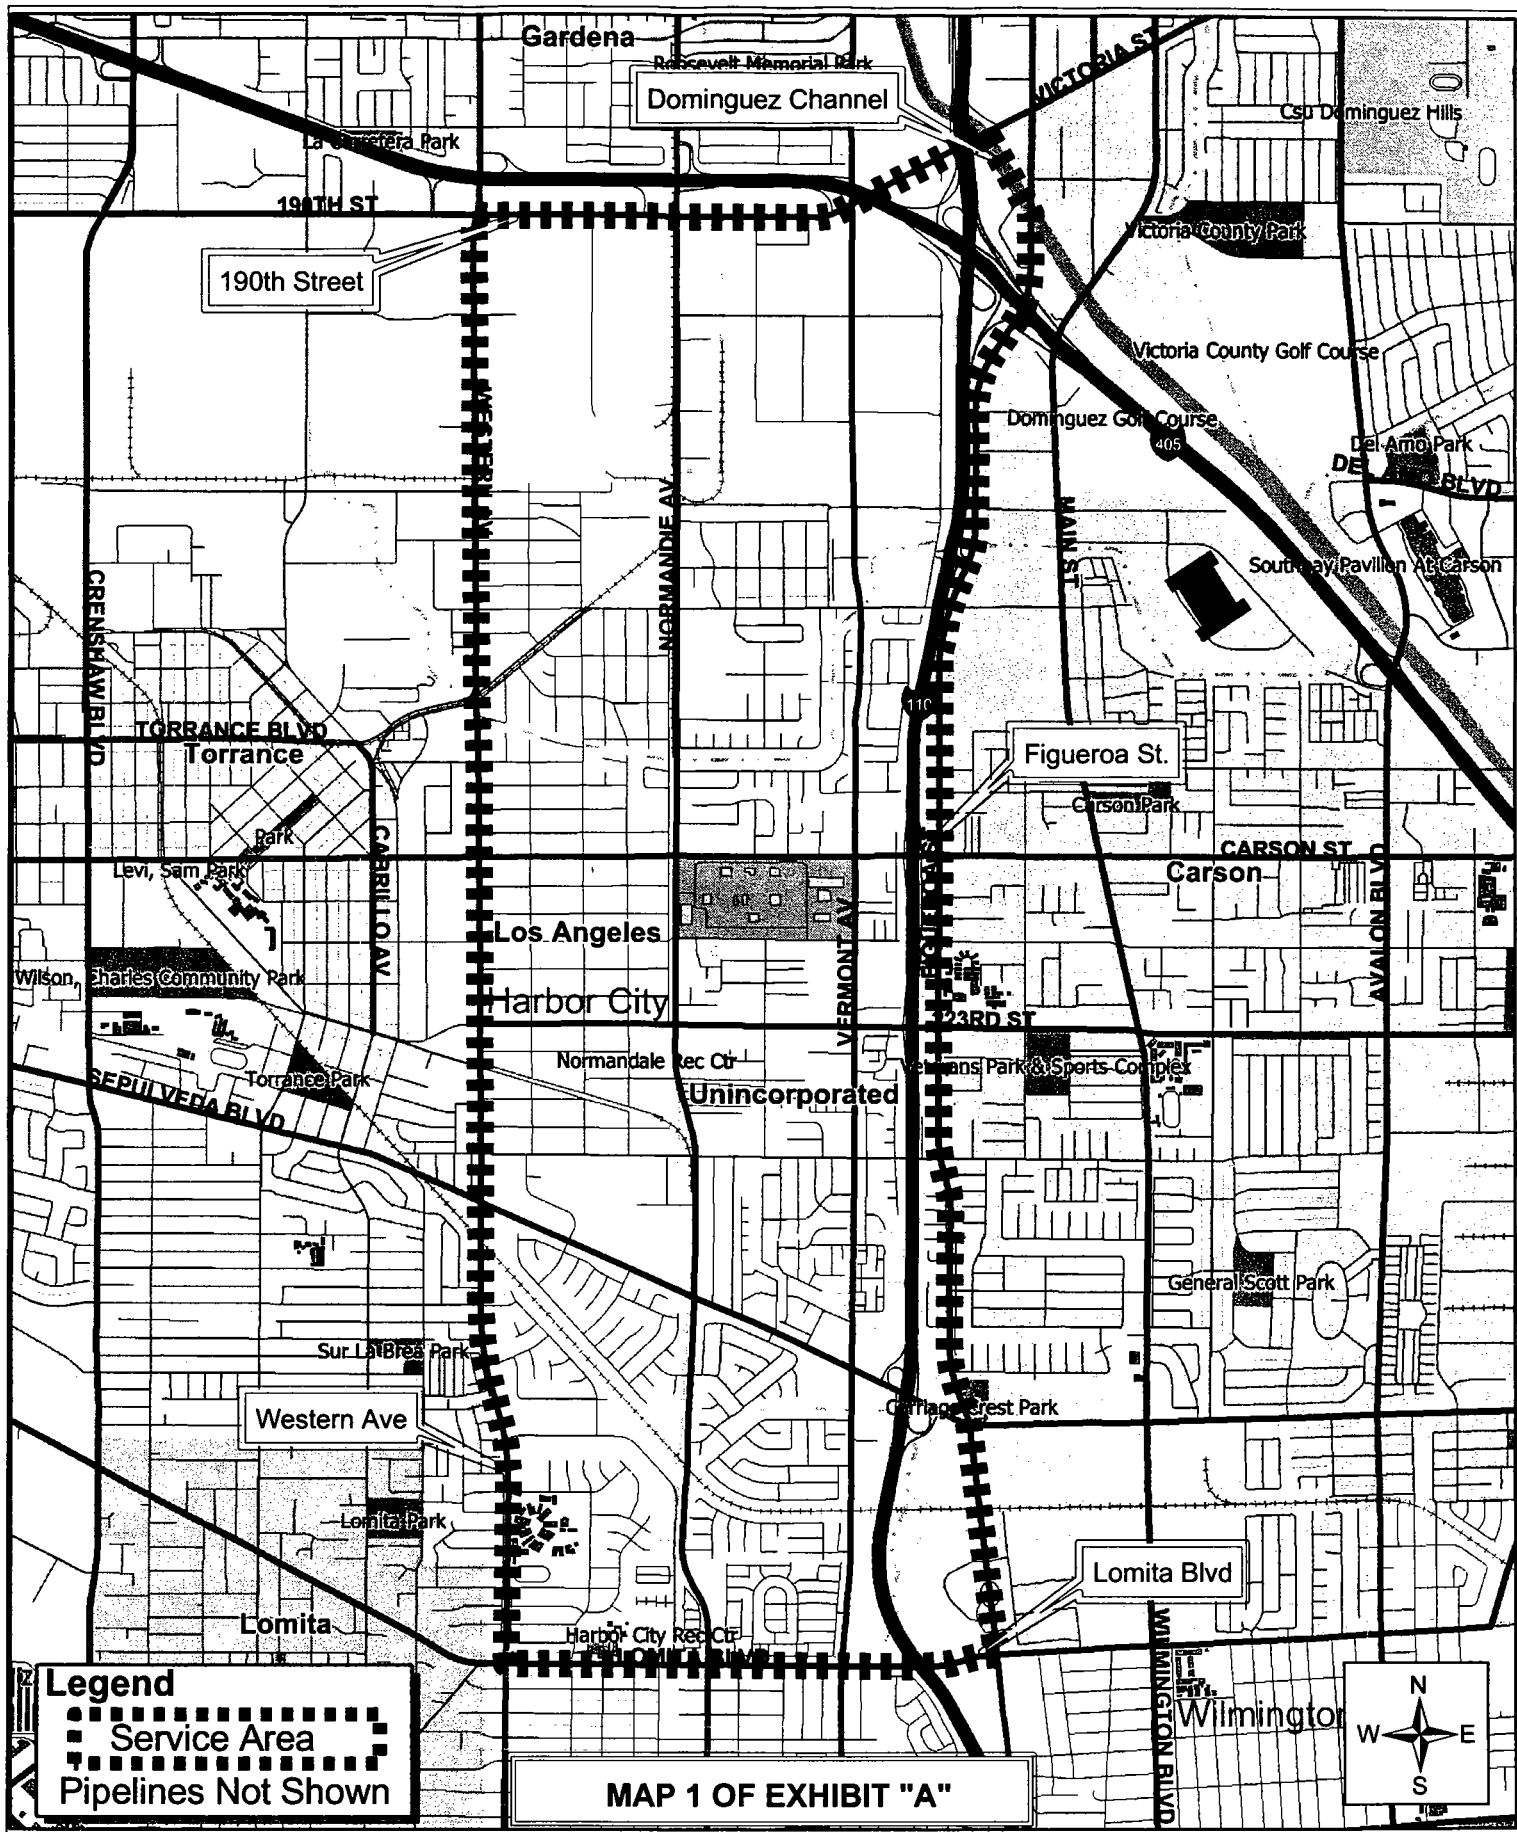 Gardena
Roosevelt Memorial Park
VICTORIA ST
Dominguez Channel
Csu Dominguez Hills
La Carretera Park
190TH ST
Victoria County Park
190th Street
Victoria County Golf Course
WESTERN AV
Dominguez Golf Course
405
Del Amo Park
DEL AMO BLVD
NORMANDIE AV
MAIN ST
Southbay Pavilion At Carson
CRENSHAW BLVD
110
TORRANCE BLVD
Torrance
Figueroa St.
Carson Park
Park
CABRILLO AV
CARSON ST
Levi, Sam Park
Carson
FIGUEROA ST
AVALON BLVD
Los Angeles
VERMONT AV
Wilson, Charles Community Park
Harbor City
223RD ST
Normandale Rec Ctr
Veterans Park & Sports Complex
Torrance Park
SEPULVEDA BLVD
Unincorporated
General Scott Park
Sur La Brea Park
Western Ave
Carriage Crest Park
Lomita Park
Lomita Blvd
Lomita
Harbor City Rec Ctr
LOMITA BLVD
WILMINGTON BLVD
Wilmington
Legend
Service Area
Pipelines Not Shown
MAP 1 OF EXHIBIT "A"
N
W E
S